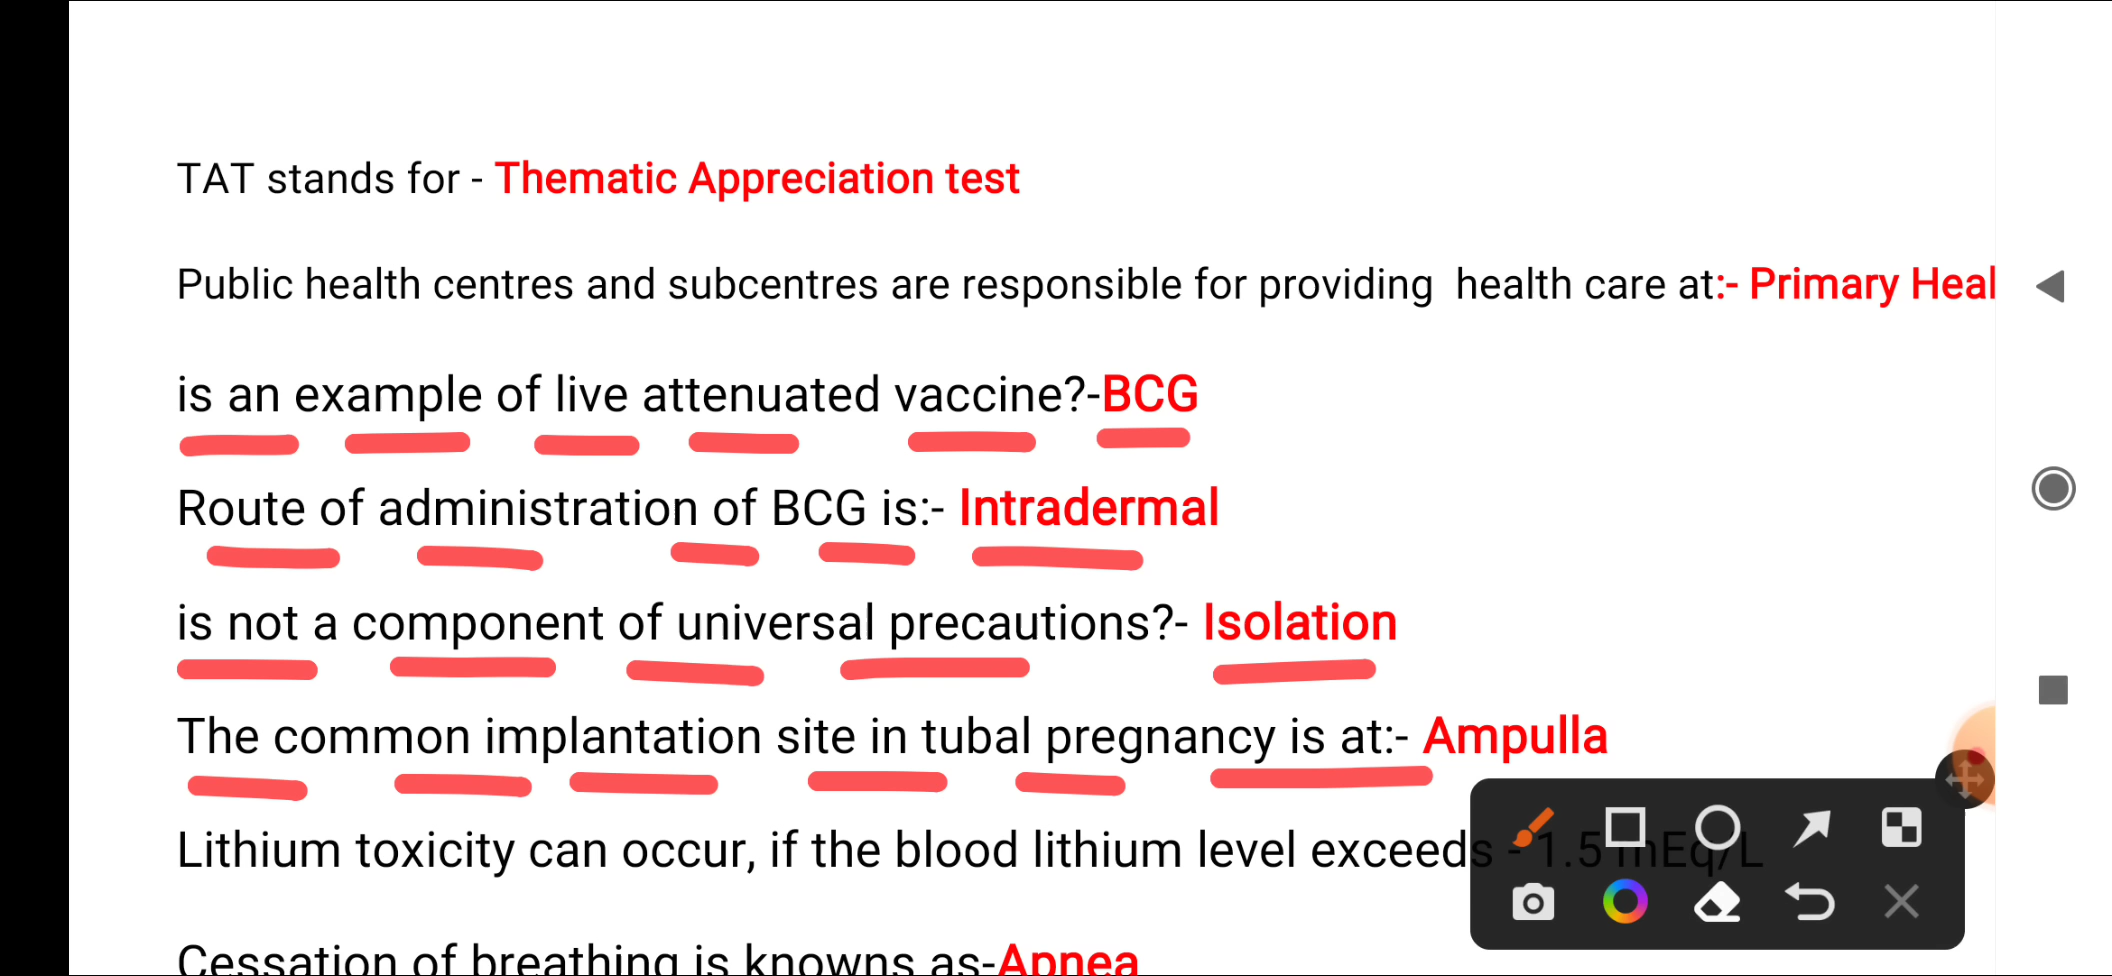 TAT stands for - Thematic Appreciation test
Public health centres and subcentres are responsible for providing health care at:- Primary Heal
is an example of live attenuated vaccine?-BCG
Route of administration of BCG is:- Intradermal
is not a component of universal precautions?- Isolation
The common implantation site in tubal pregnancy is at:- Ampulla
Lithium toxicity can occur, if the blood lithium level exceeds - 1.5 mEq/L
Cessation of breathing is knowns as-Apnea